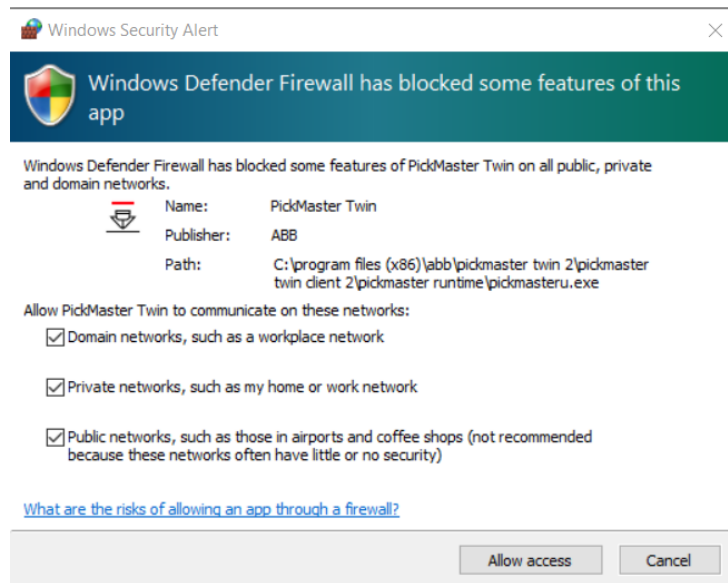 Windows Security Alert
Windows Defender Firewall has blocked some features of this
app
Windows Defender Firewall has blocked some features of PickMaster Twin on all public, private
and domain networks.
Name: PickMaster Twin
Publisher: ABB
Path: C:\program files (x86)\abb\pickmaster twin 2\pickmaster
twin client 2\pickmaster runtime\pickmasteru.exe
Allow PickMaster Twin to communicate on these networks:
Domain networks, such as a workplace network
Private networks, such as my home or work network
Public networks, such as those in airports and coffee shops (not recommended
because these networks often have little or no security)
What are the risks of allowing an app through a firewall?
Allow access Cancel